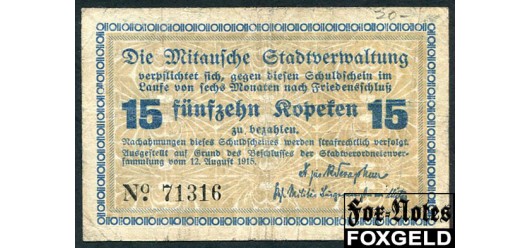 30-
Die Mitausche Stadtverwaltung
verpflichtet sich, gegen diesen Schuldschein im
Laufe von sechs Monaten nach Friedensschluß
15 fünfzehn Kopeken 15
zu bezahlen.
Nachahmungen dieses Schuldscheines werden strafrechtlich verfolgt.
Ausgestellt auf Grund des Beschlusses der Stadtverordnetenver-
sammlung vom 12. August 1915.
No. 71316
Fox-Notes
FOXGELD